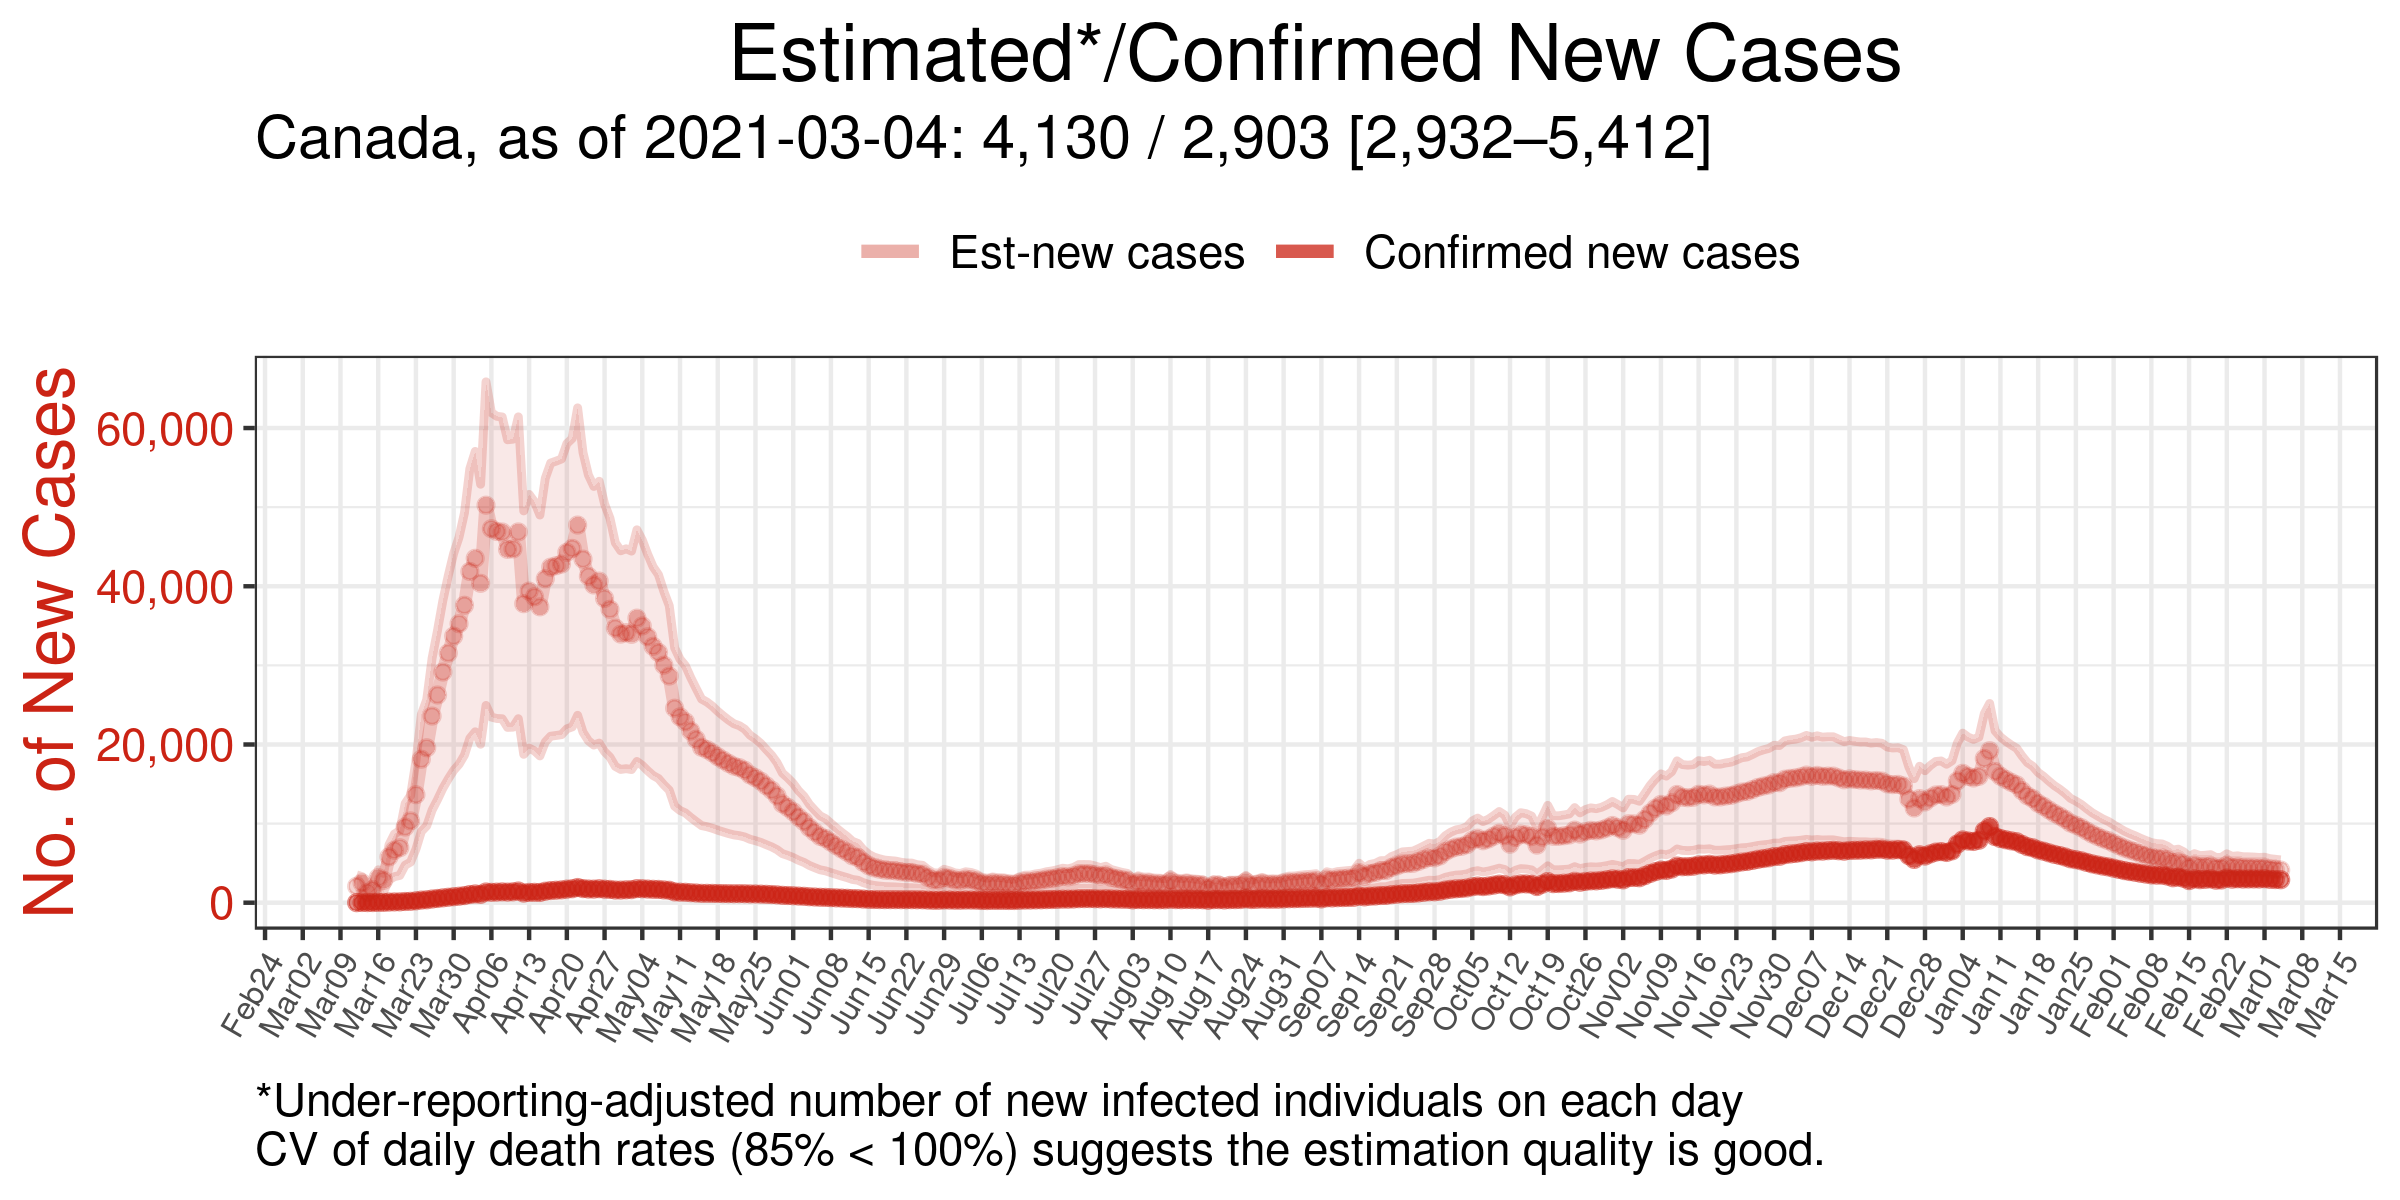 Estimated*/Confirmed New Cases
Canada, as of 2021-03-04: 4,130 / 2,903 [2,932–5,412]
Est-new cases
Confirmed new cases
No. of New Cases
60,000
40,000
20,000
0
Feb24
Mar02
Mar09
Mar16
Mar23
Mar30
Apr06
Apr13
Apr20
Apr27
May04
May11
May18
May25
Jun01
Jun08
Jun15
Jun22
Jun29
Jul06
Jul13
Jul20
Jul27
Aug03
Aug10
Aug17
Aug24
Aug31
Sep07
Sep14
Sep21
Sep28
Oct05
Oct12
Oct19
Oct26
Nov02
Nov09
Nov16
Nov23
Nov30
Dec07
Dec14
Dec21
Dec28
Jan04
Jan11
Jan18
Jan25
Feb01
Feb08
Feb15
Feb22
Mar01
Mar08
Mar15
*Under-reporting-adjusted number of new infected individuals on each day
CV of daily death rates (85% < 100%) suggests the estimation quality is good.